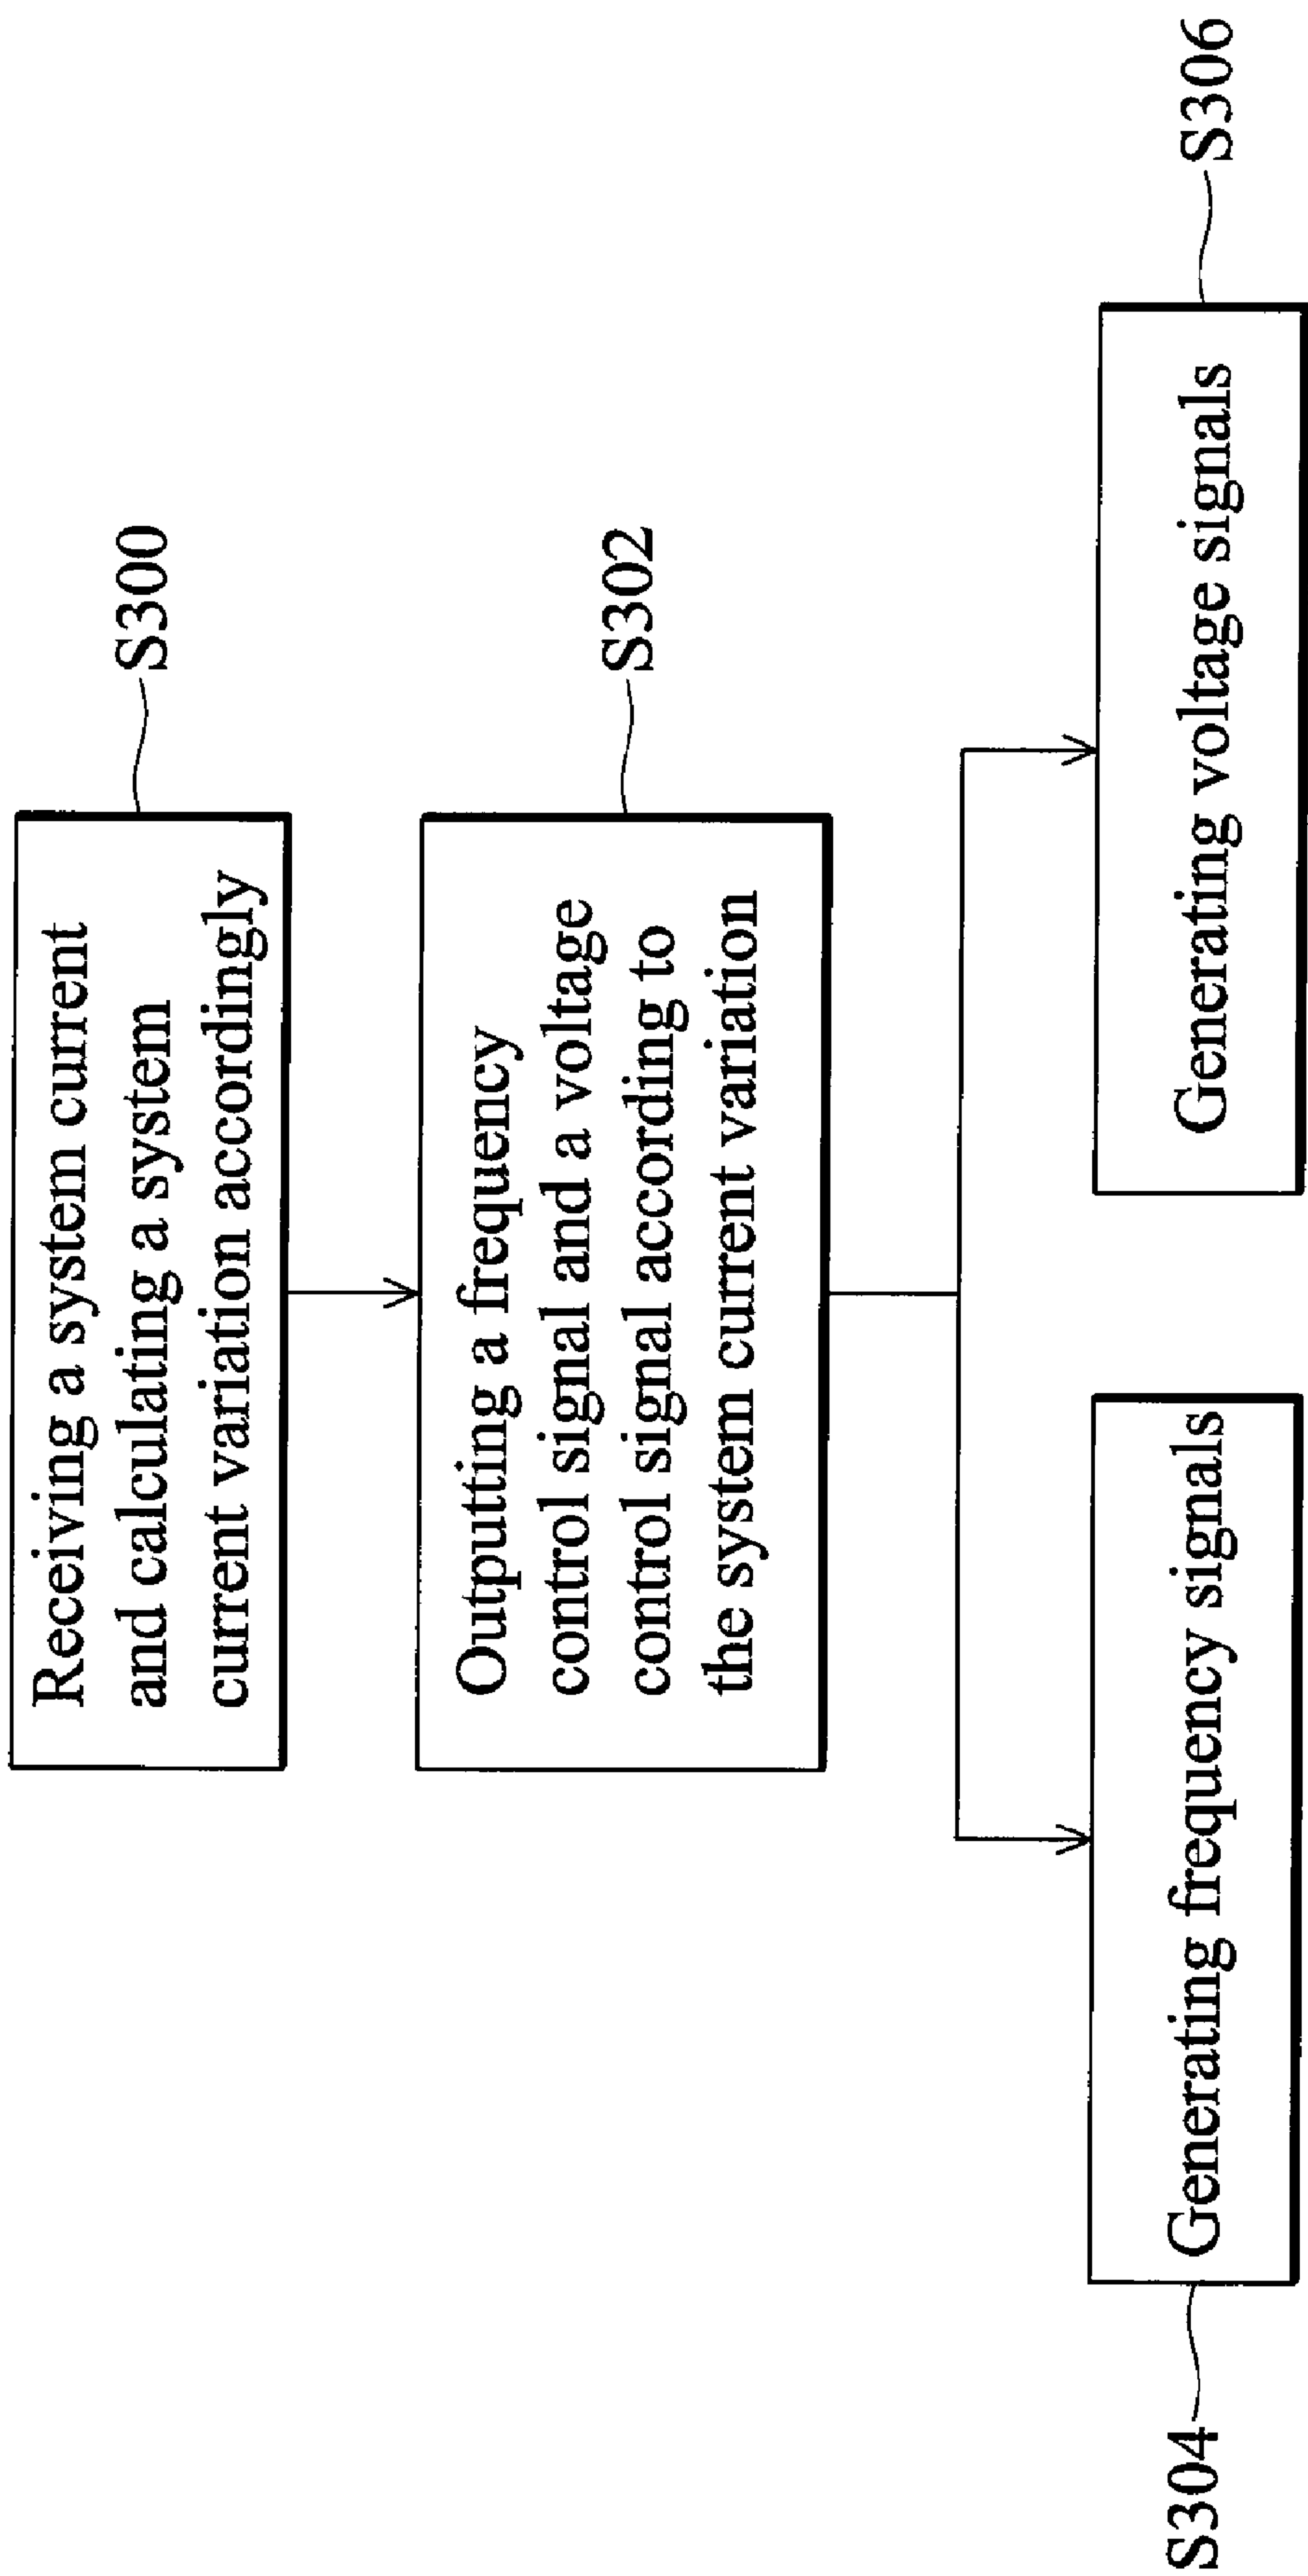 Receiving a system current
and calculating a system
current variation accordingly
S300
Outputting a frequency
control signal and a voltage
control signal according to
the system current variation
S302
S304
Generating frequency signals
Generating voltage signals
S306